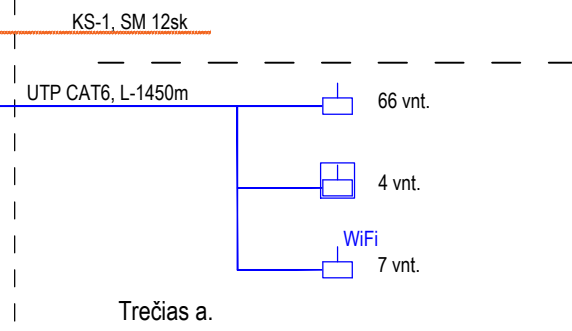 KS-1, SM 12sk
UTP CAT6, L-1450m
66 vnt.
4 vnt.
WiFi
7 vnt.
Trečias a.